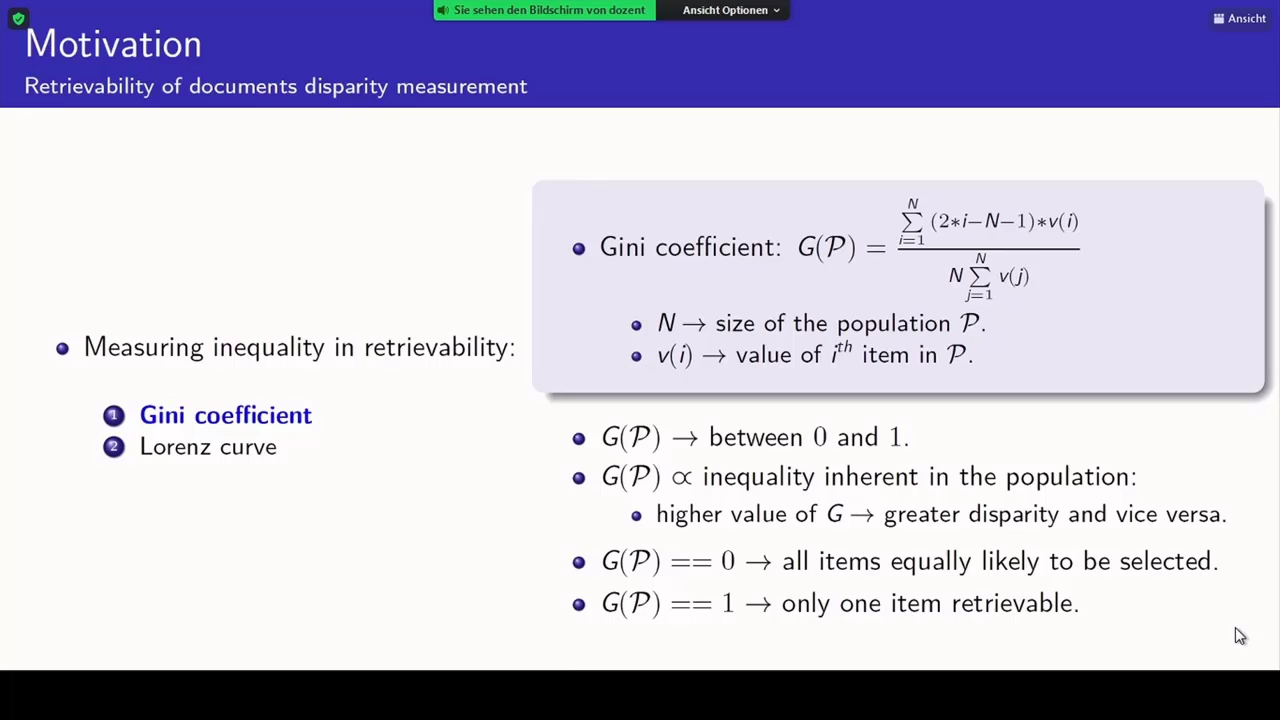 Sie sehen den Bildschirm von dozent
Ansicht Optionen
Ansicht
Motivation
Retrievability of documents disparity measurement
Measuring inequality in retrievability:
1 Gini coefficient
2 Lorenz curve
Gini coefficient: G(𝒫) = \frac{\sum_{i=1}^{N} (2*i−N−1)*v(i)}{N \sum_{j=1}^{N} v(j)}
N → size of the population 𝒫.
v(i) → value of i^{th} item in 𝒫.
G(𝒫) → between 0 and 1.
G(𝒫) ∝ inequality inherent in the population:
higher value of G → greater disparity and vice versa.
G(𝒫) == 0 → all items equally likely to be selected.
G(𝒫) == 1 → only one item retrievable.